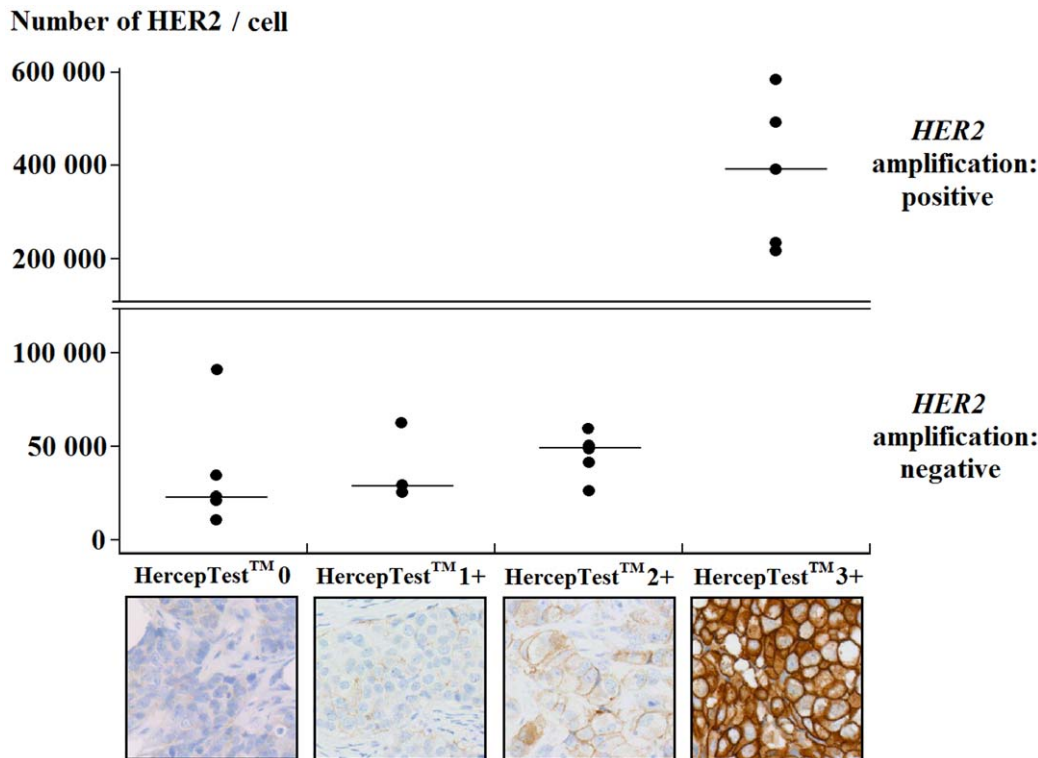 Number of HER2 / cell
600 000
400 000
200 000
HER2
amplification:
positive
100 000
50 000
0
HER2
amplification:
negative
HercepTest™ 0
HercepTest™ 1+
HercepTest™ 2+
HercepTest™ 3+